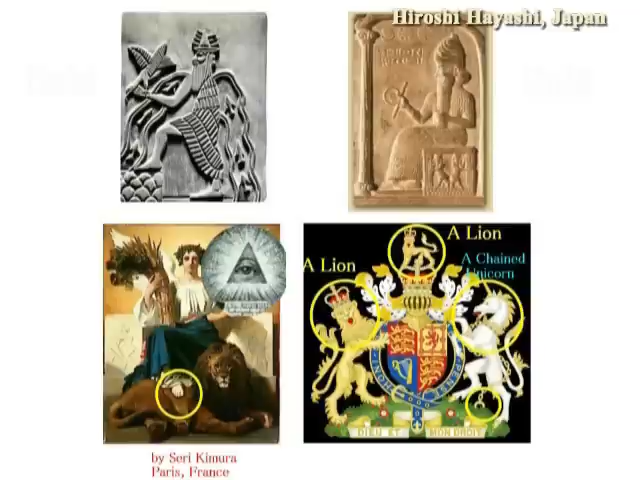 Hiroshi Hayashi, Japan
A Lion
A Lion
A Chained
Unicorn
DIEU ET MON DROIT
by Seri Kimura
Paris, France